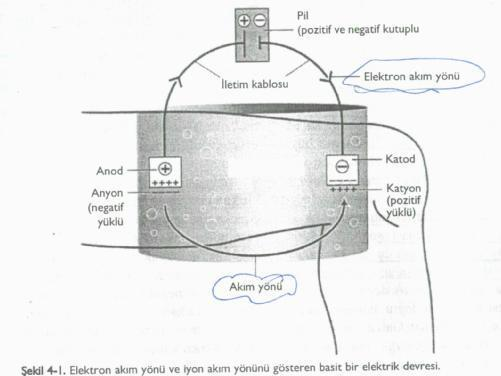 Pil
(pozitif ve negatif kutuplu
İletim kablosu
Elektron akım yönü
Anod
Anyon
(negatif
yüklü)
Katod
Katyon
(pozitif
yüklü)
Akım yönü
Şekil 4-1. Elektron akım yönü ve iyon akım yönünü gösteren basit bir elektrik devresi.